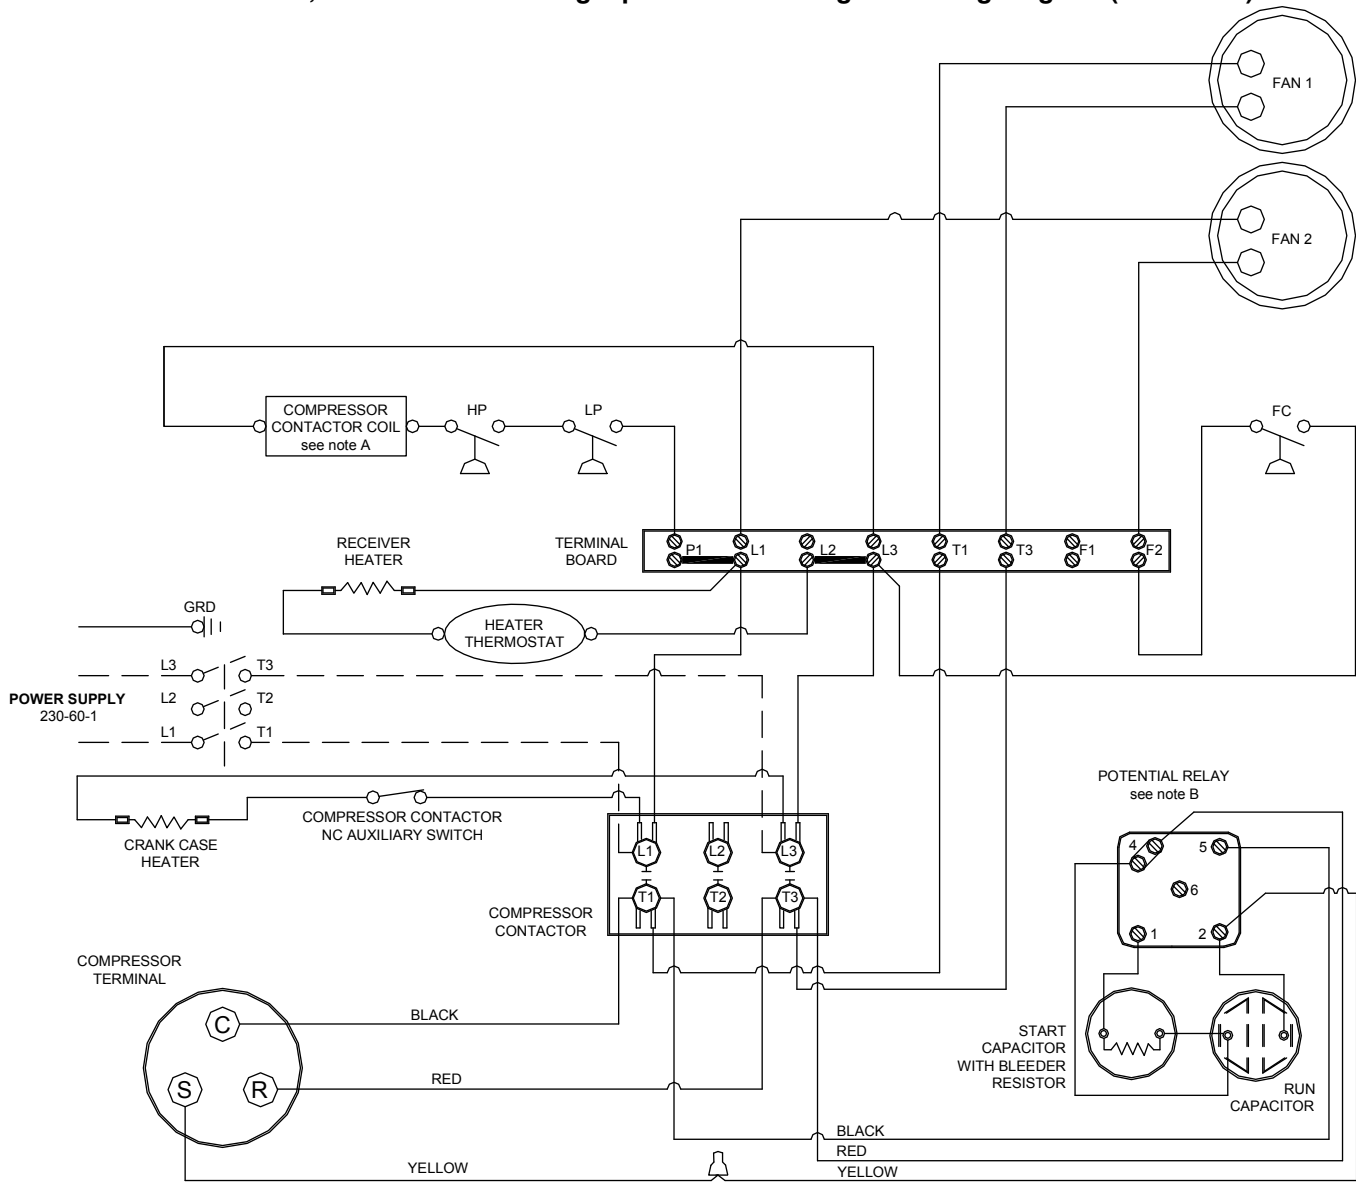 FAN 1
FAN 2
COMPRESSOR
CONTACTOR COIL
see note A
HP
LP
FC
RECEIVER
HEATER
TERMINAL
BOARD
P1
L1
L2
L3
T1
T3
F1
F2
GRD
HEATER
THERMOSTAT
L3
T3
POWER SUPPLY
230-60-1
L2
T2
L1
T1
COMPRESSOR CONTACTOR
NC AUXILIARY SWITCH
CRANK CASE
HEATER
L1
L2
L3
T1
T2
T3
COMPRESSOR
CONTACTOR
POTENTIAL RELAY
see note B
4
5
6
1
2
COMPRESSOR
TERMINAL
C
S
R
BLACK
RED
START
CAPACITOR
WITH BLEEDER
RESISTOR
RUN
CAPACITOR
BLACK
RED
YELLOW
YELLOW